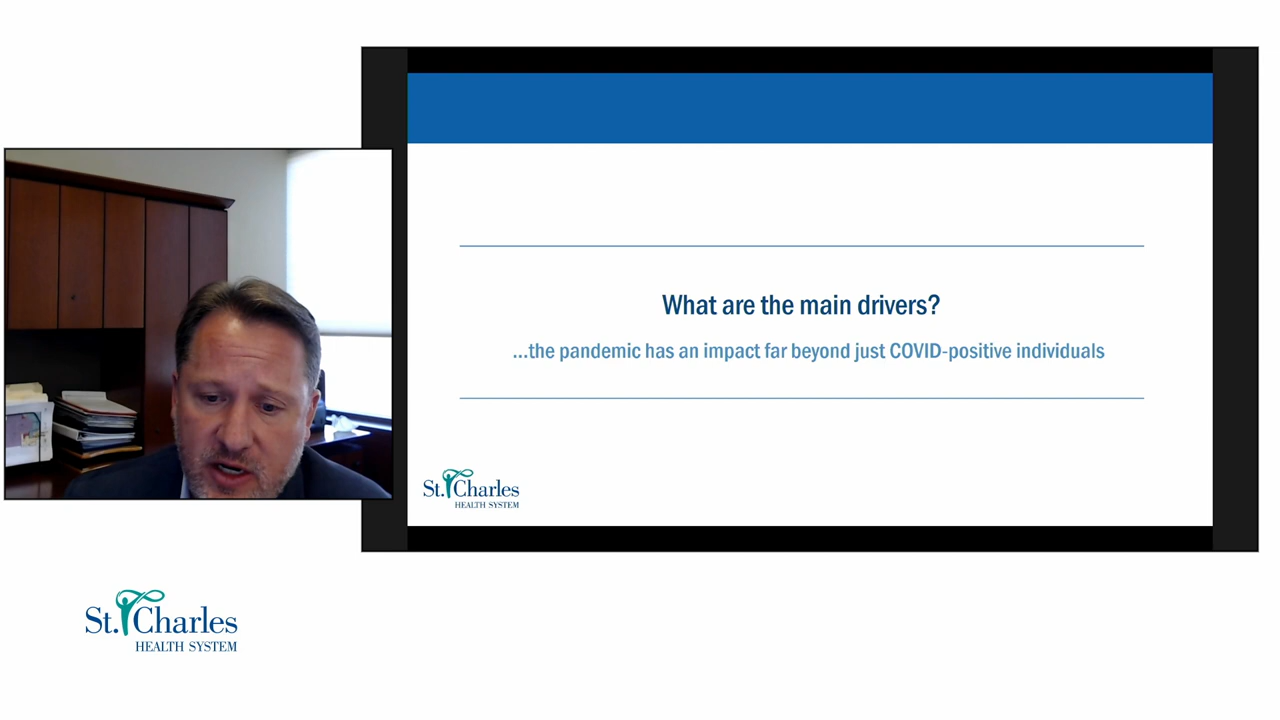 What are the main drivers?
...the pandemic has an impact far beyond just COVID-positive individuals
St. Charles
HEALTH SYSTEM
St. Charles
HEALTH SYSTEM